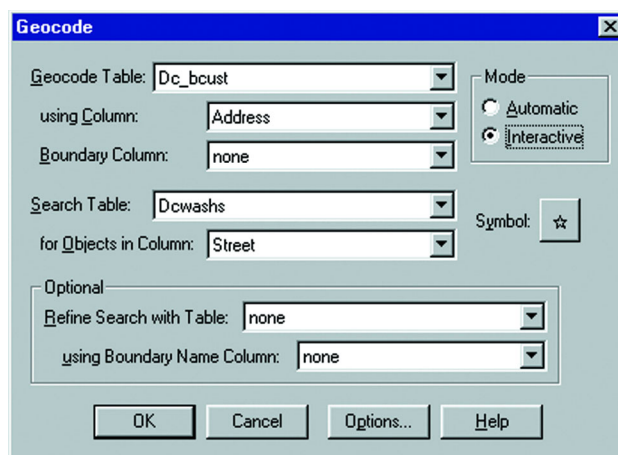 Geocode
Geocode Table: Dc_bcust
using Column: Address
Boundary Column: none
Mode
Automatic
Interactive
Search Table: Dcwashs
for Objects in Column: Street
Symbol:
Optional
Refine Search with Table: none
using Boundary Name Column: none
OK Cancel Options... Help